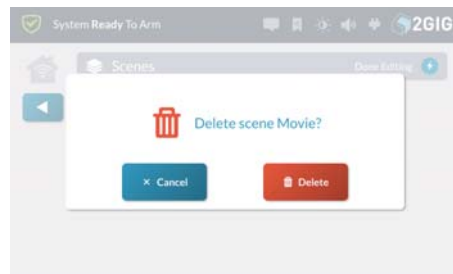 System Ready To Arm
2GIG
Scenes
Done Editing
Delete scene Movie?
× Cancel
Delete